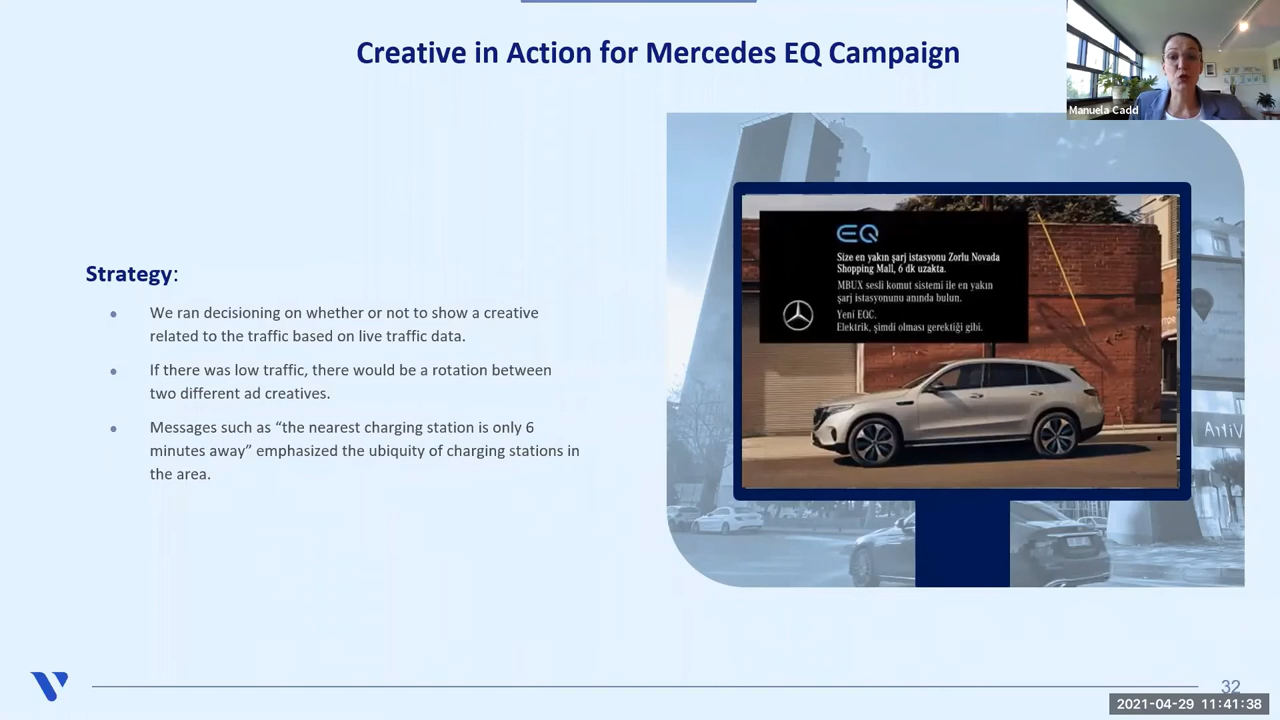 Creative in Action for Mercedes EQ Campaign
Manuela Cadd
Strategy:
We ran decisioning on whether or not to show a creative
related to the traffic based on live traffic data.
If there was low traffic, there would be a rotation between
two different ad creatives.
Messages such as “the nearest charging station is only 6
minutes away” emphasized the ubiquity of charging stations in
the area.
EQ
Size en yakın şarj istasyonu Zorlu Novada
Shopping Mall, 6 dk uzakta.
MBUX sesli komut sistemi ile en yakın
şarj istasyonunu anında bulun.
Yeni EQC.
Elektrik, şimdi olması gerektiği gibi.
32
2021-04-29 11:41:38